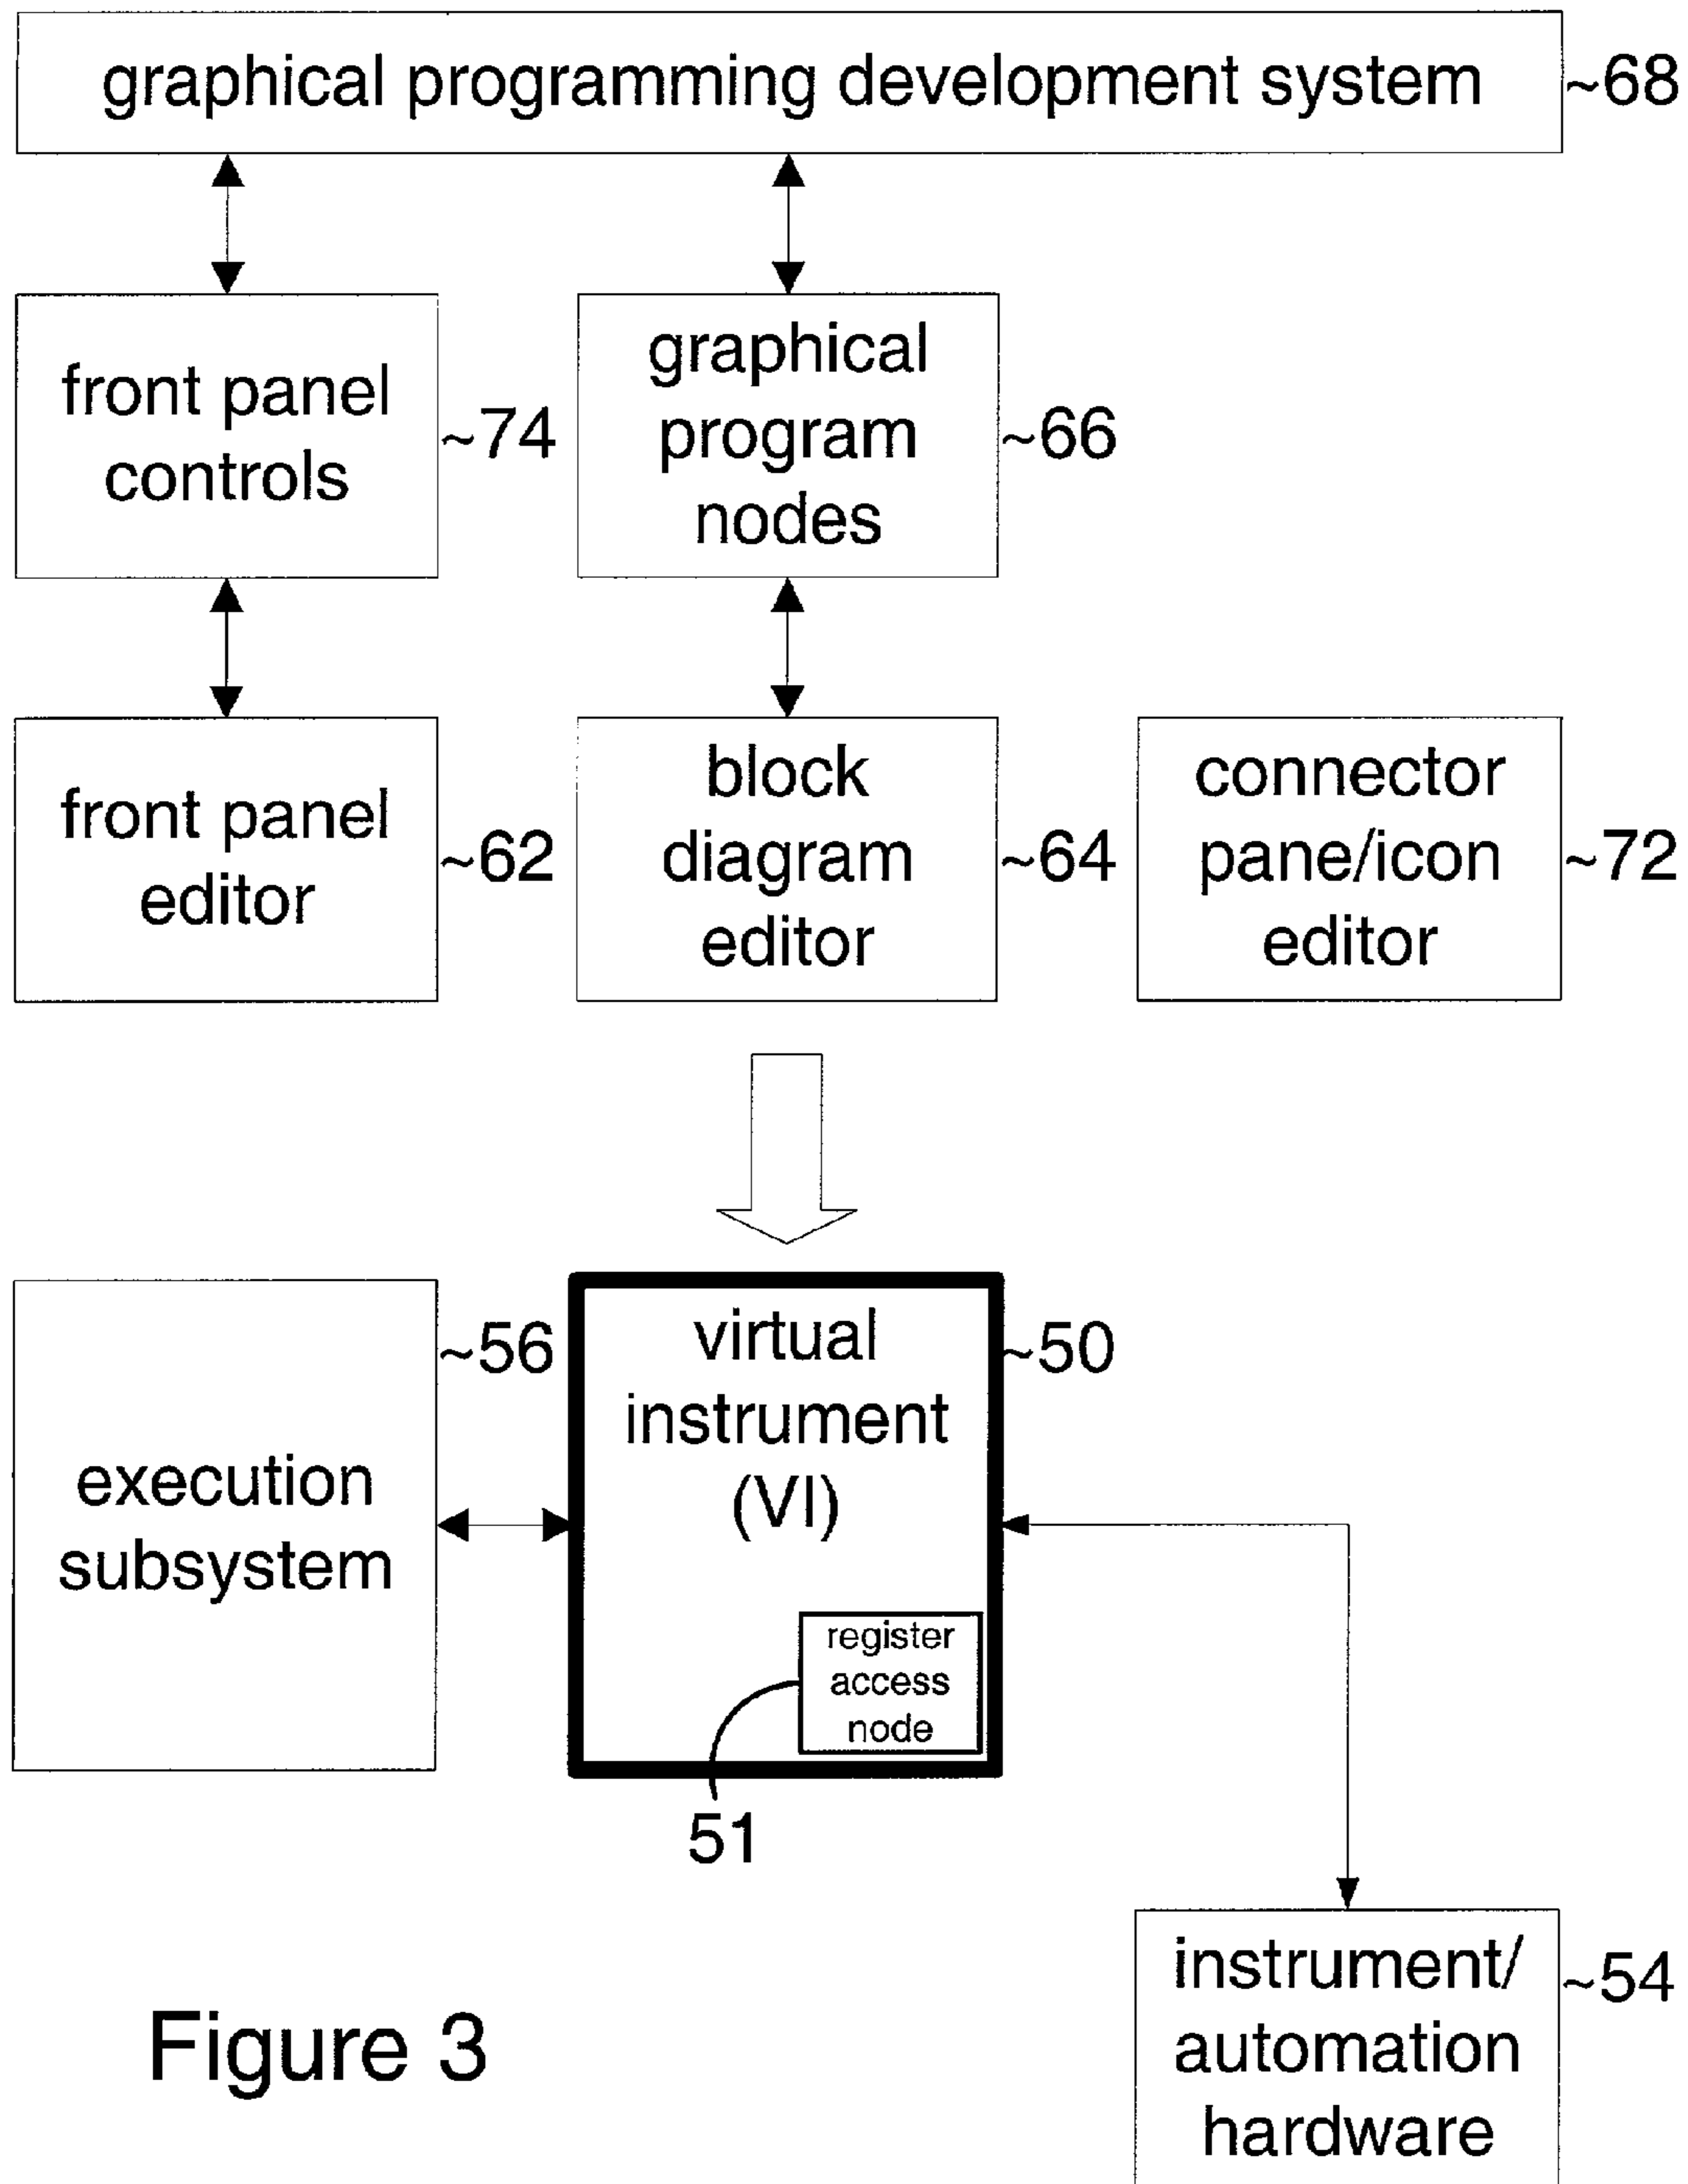 graphical programming development system
~68
front panel
controls
~74
graphical
program
nodes
~66
front panel
editor
~62
block
diagram
editor
~64
connector
pane/icon
editor
~72
execution
subsystem
~56
virtual
instrument
(VI)
~50
register
access
node
51
instrument/
automation
hardware
~54
Figure 3